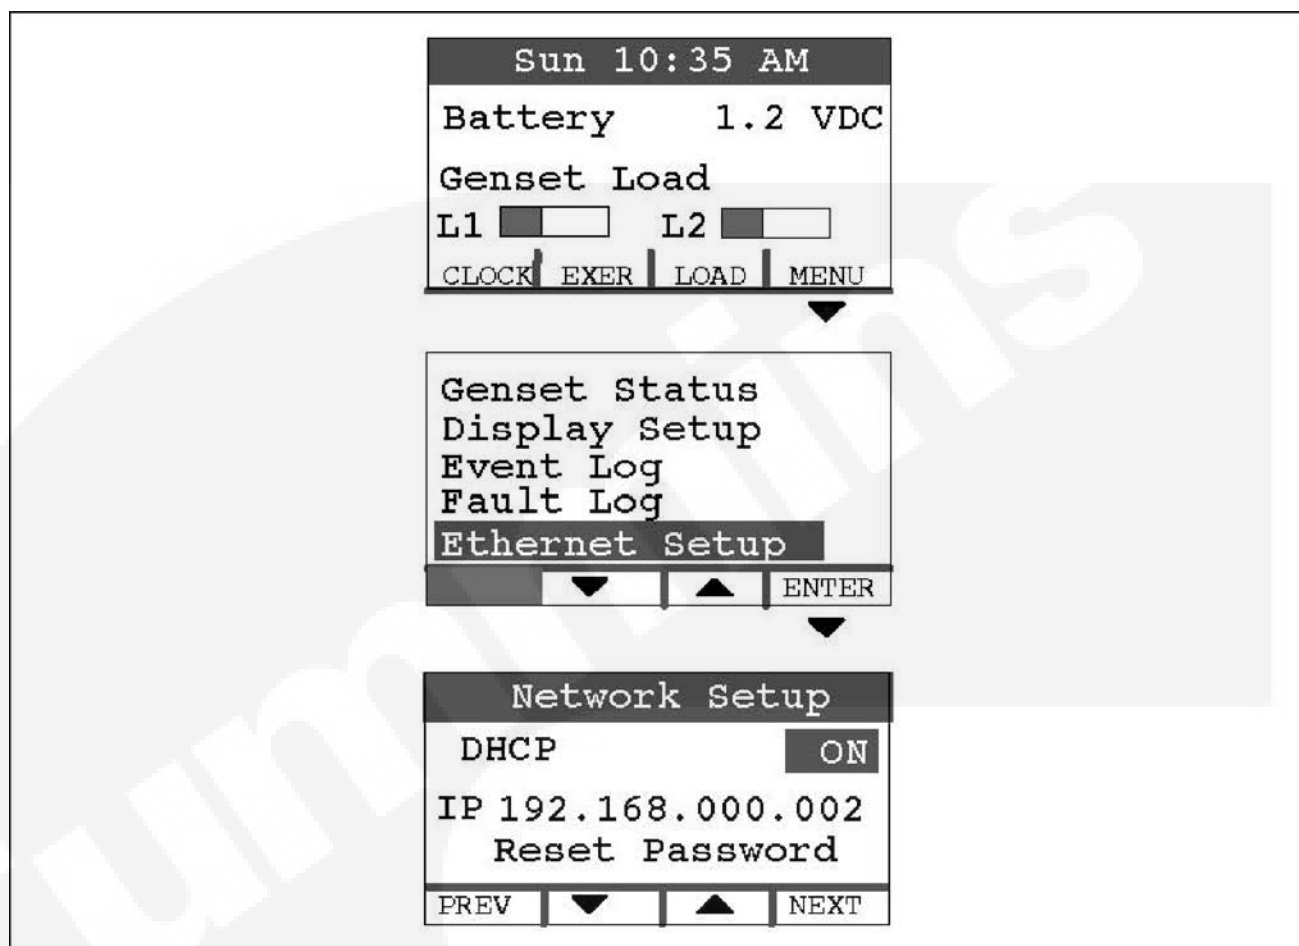 Sun 10:35 AM
Battery 1.2 VDC
Genset Load
L1 L2
CLOCK EXER LOAD MENU
Genset Status
Display Setup
Event Log
Fault Log
Ethernet Setup
ENTER
Network Setup
DHCP ON
IP 192.168.000.002
Reset Password
PREV NEXT
ummins